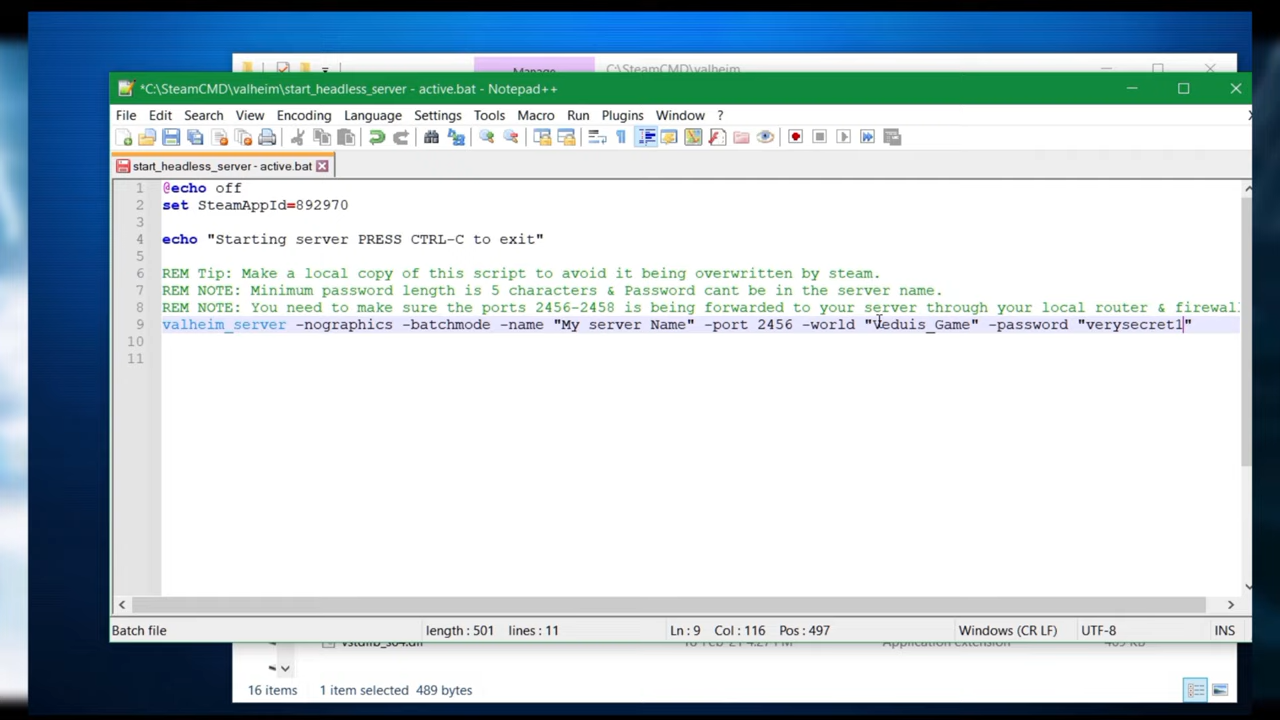 Manage
C:\SteamCMD\valheim
*C:\SteamCMD\valheim\start_headless_server - active.bat - Notepad++
File Edit Search View Encoding Language Settings Tools Macro Run Plugins Window ?
start_headless_server - active.bat
1 @echo off
2 set SteamAppId=892970
3
4 echo "Starting server PRESS CTRL-C to exit"
5
6 REM Tip: Make a local copy of this script to avoid it being overwritten by steam.
7 REM NOTE: Minimum password length is 5 characters & Password cant be in the server name.
8 REM NOTE: You need to make sure the ports 2456-2458 is being forwarded to your server through your local router & firewall
9 valheim_server -nographics -batchmode -name "My server Name" -port 2456 -world "Veduis_Game" -password "verysecret1"
10
11
Batch file length : 501 lines : 11 Ln : 9 Col : 116 Pos : 497 Windows (CR LF) UTF-8 INS
Application extension
16 items 1 item selected 489 bytes